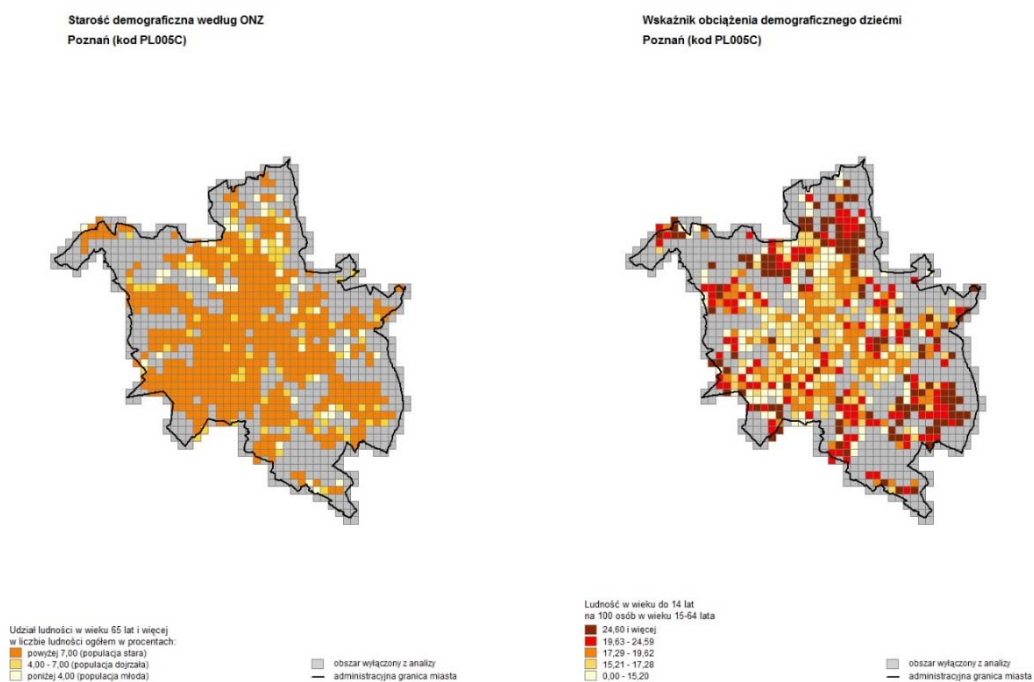 Starość demograficzna według ONZ
Poznań (kod PL005C)
Udział ludności w wieku 65 lat i więcej
w liczbie ludności ogółem w procentach:
powyżej 7,00 (populacja stara)
4,00 - 7,00 (populacja dojrzała)
poniżej 4,00 (populacja młoda)
obszar wyłączony z analizy
administracyjna granica miasta
Wskaźnik obciążenia demograficznego dziećmi
Poznań (kod PL005C)
Ludność w wieku do 14 lat
na 100 osób w wieku 15-64 lata
24,60 i więcej
19,63 - 24,59
17,29 - 19,62
15,21 - 17,28
0,00 - 15,20
obszar wyłączony z analizy
administracyjna granica miasta